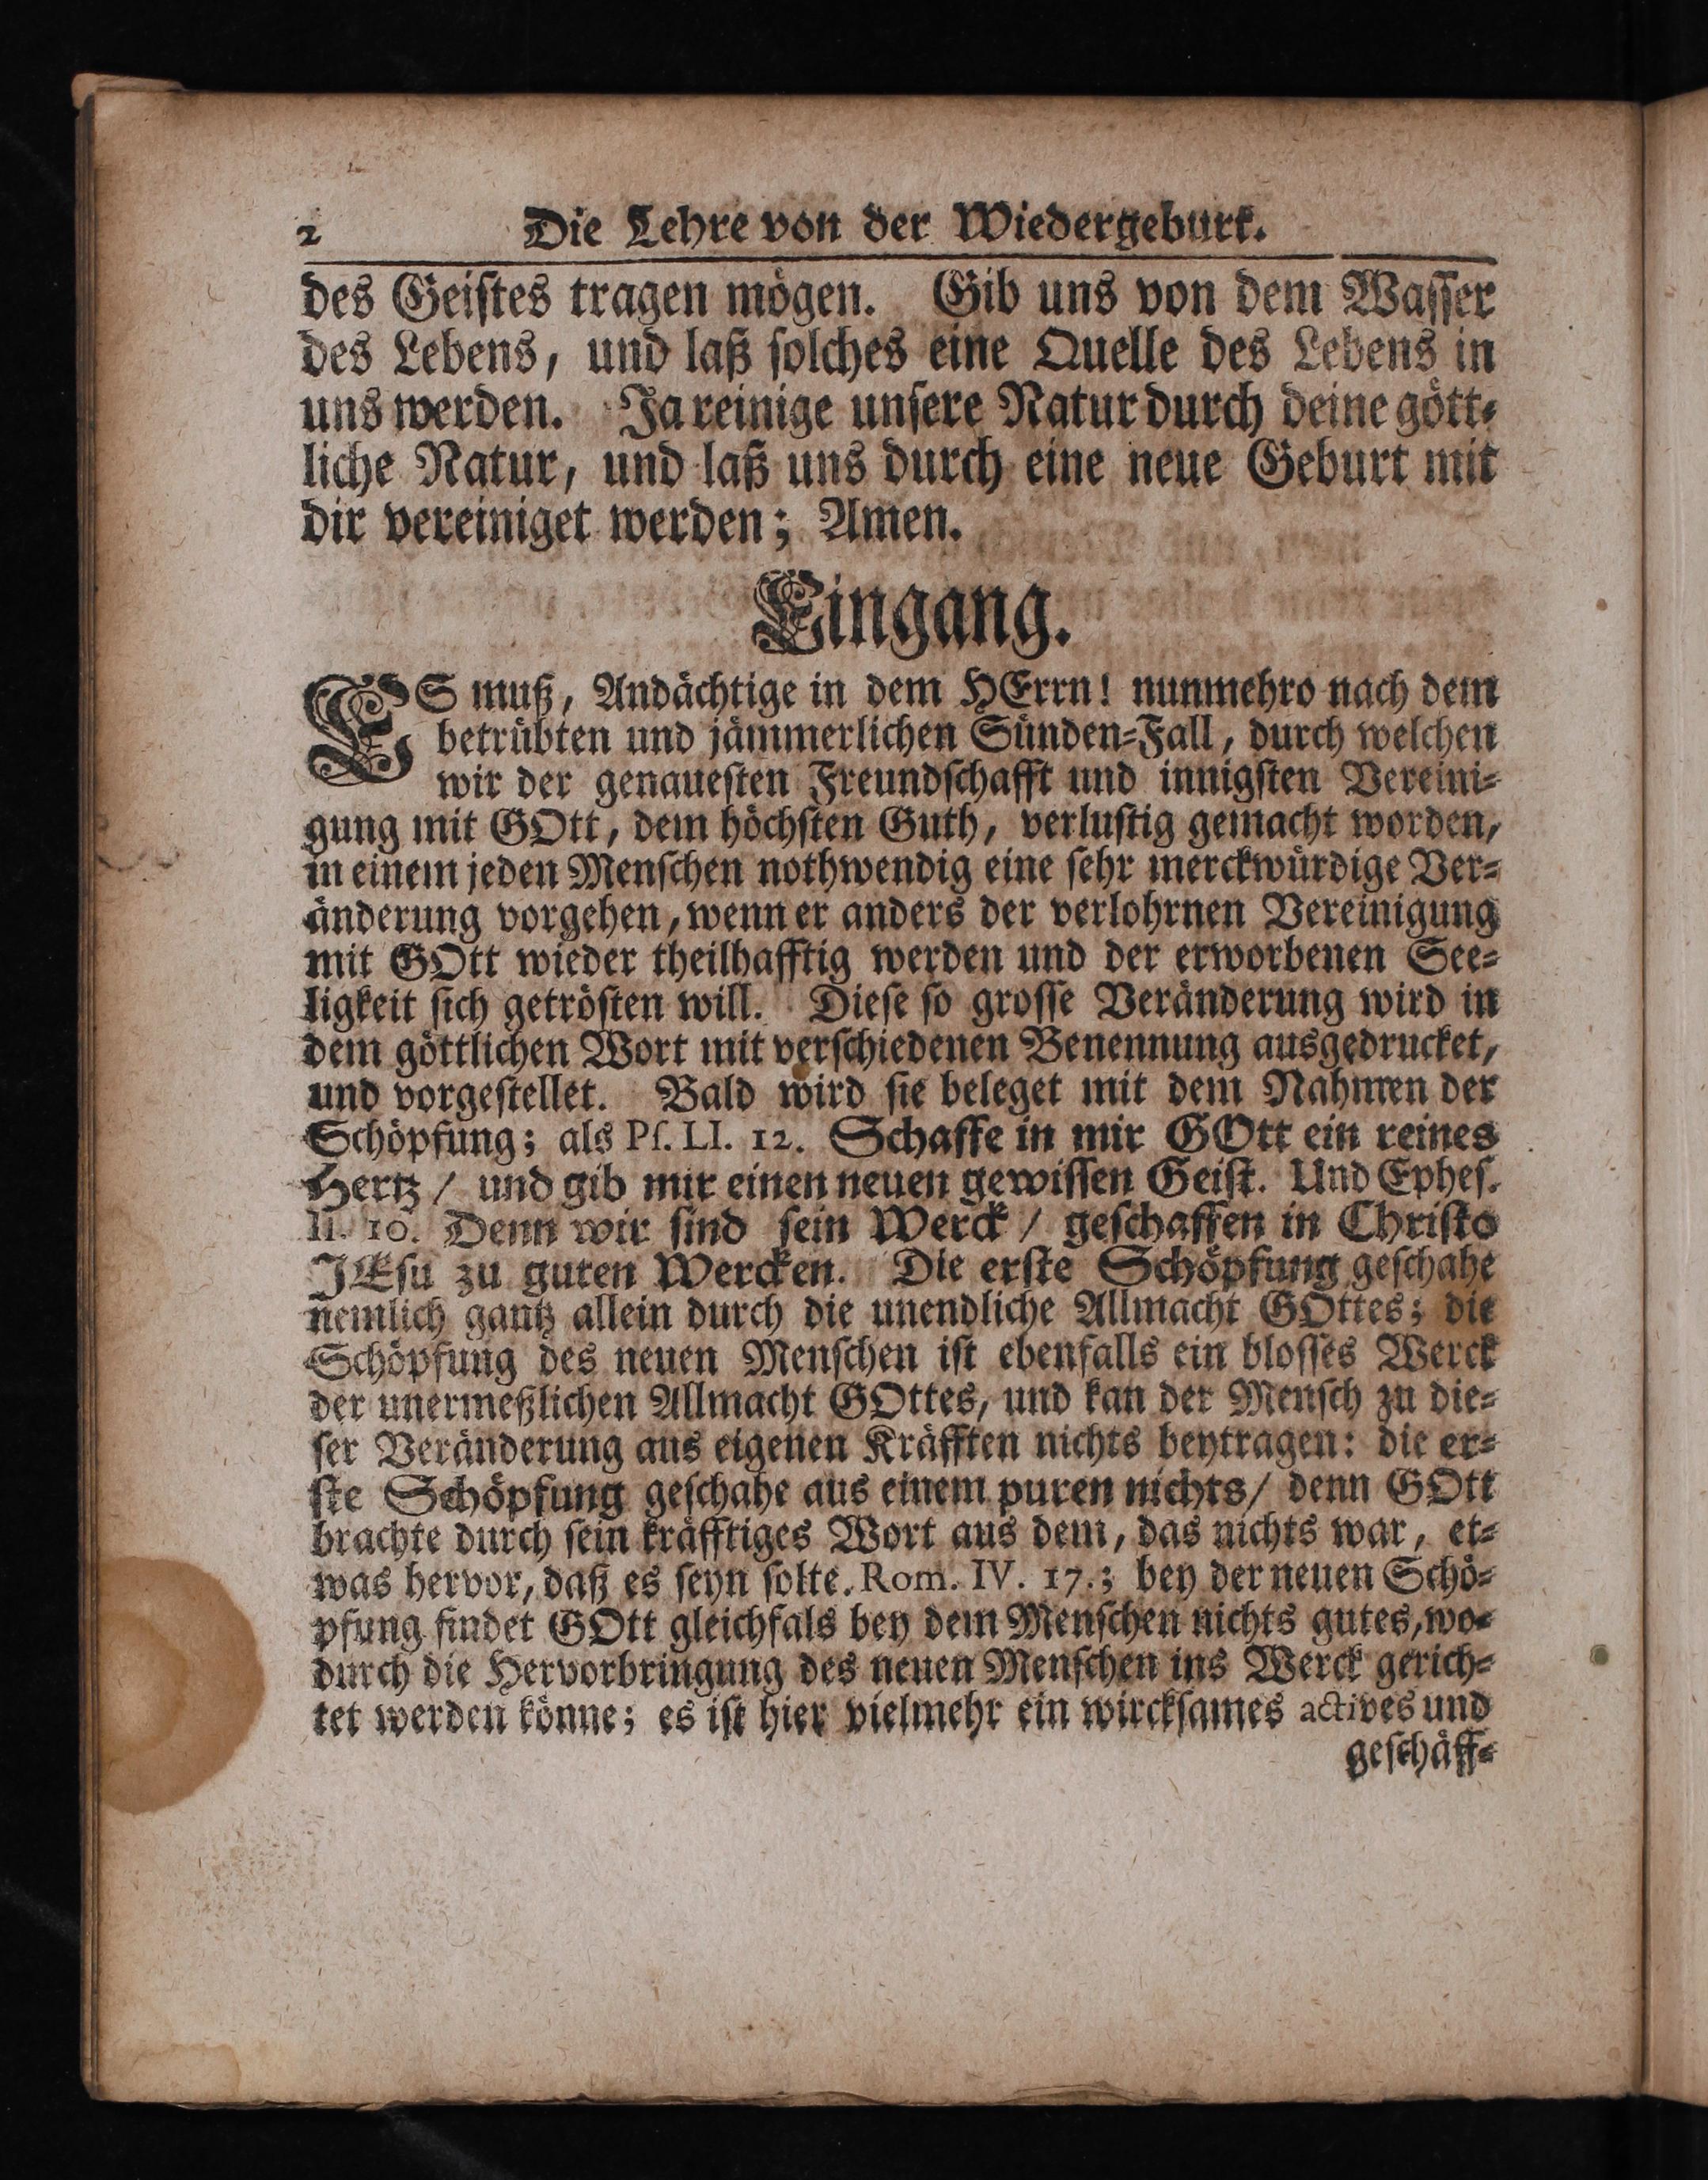 2 Die Lehre von der Wiedergeburt.
des Geiſtes tragen mögen. Gib uns von dem Waſſer
des Lebens, und laß ſolches eine Quelle des Lebens in
uns werden. Ja reinige unſere Natur durch deine gött⸗
liche Natur, und laß uns durch eine neue Geburt mit
dir vereiniget werden; Amen.
Eingang.
ES muß, Andächtige in dem HErrn! nunmehro nach dem
betrübten und jämmerlichen Sünden⸗Fall, durch welchen
wir der genaueſten Freundſchafft und innigſten Vereini⸗
gung mit GOtt, dem höchſten Guth, verluſtig gemacht worden,
in einem jeden Menſchen nothwendig eine ſehr merckwürdige Ver⸗
änderung vorgehen, wenn er anders der verlohrnen Vereinigung
mit GOtt wieder theilhafftig werden und der erworbenen See⸗
ligkeit ſich getröſten will. Dieſe ſo groſſe Veränderung wird in
dem göttlichen Wort mit verſchiedenen Benennung ausgedrucket,
und vorgeſtellet. Bald wird ſie beleget mit dem Nahmen der
Schöpfung; als Pſ. LI. 12. Schaffe in mir GOtt ein reines
Hertz / und gib mir einen neuen gewiſſen Geiſt. Und Epheſ.
II. 10. Denn wir ſind ſein Werck / geſchaffen in Chriſto
JEſu zu guten Wercken. Die erſte Schöpfung geſchahe
nemlich gantz allein durch die unendliche Allmacht GOttes; die
Schöpfung des neuen Menſchen iſt ebenfalls ein bloſſes Werck
der unermeßlichen Allmacht GOttes, und kan der Menſch zu die⸗
ſer Veränderung aus eigenen Kräfften nichts beytragen: die er⸗
ſte Schöpfung geſchahe aus einem puren nichts/ denn GOtt
brachte durch ſein kräfftiges Wort aus dem, das nichts war, et⸗
was hervor, daß es ſeyn ſolte. Rom. IV. 17.; bey der neuen Schö⸗
pfung findet GOtt gleichfals bey dem Menſchen nichts gutes, wo⸗
durch die Hervorbringung des neuen Menſchen ins Werck gerich⸗
tet werden könne; es iſt hier vielmehr ein wirckſames actives und
geſchäff⸗